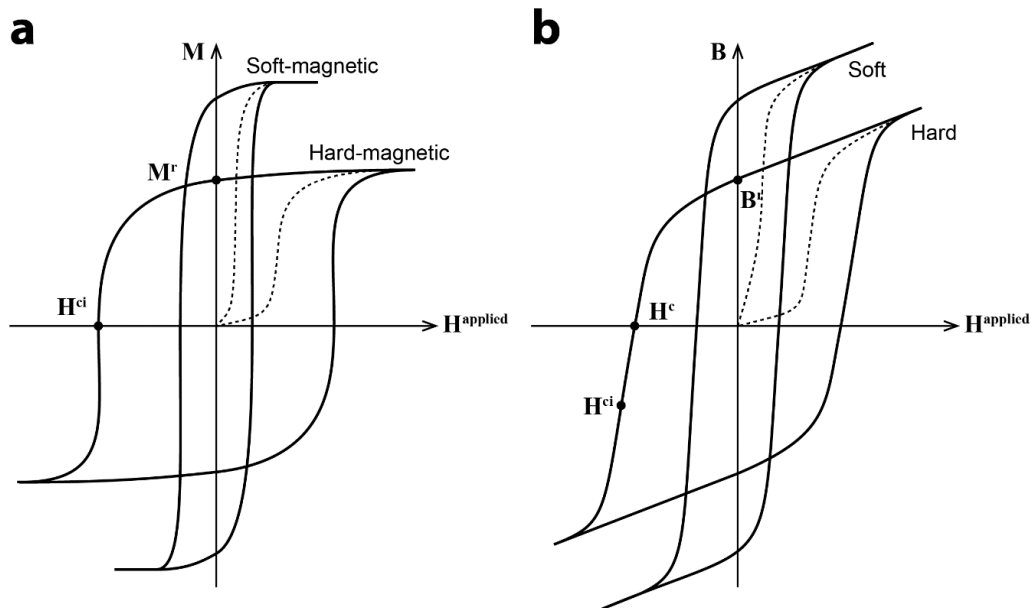 a
M
Soft-magnetic
Hard-magnetic
Mʳ
Hᶜⁱ
Hᵃᵖᵖˡⁱᵉᵈ
b
B
Soft
Hard
Bʳ
Hᶜ
Hᶜⁱ
Hᵃᵖᵖˡⁱᵉᵈ